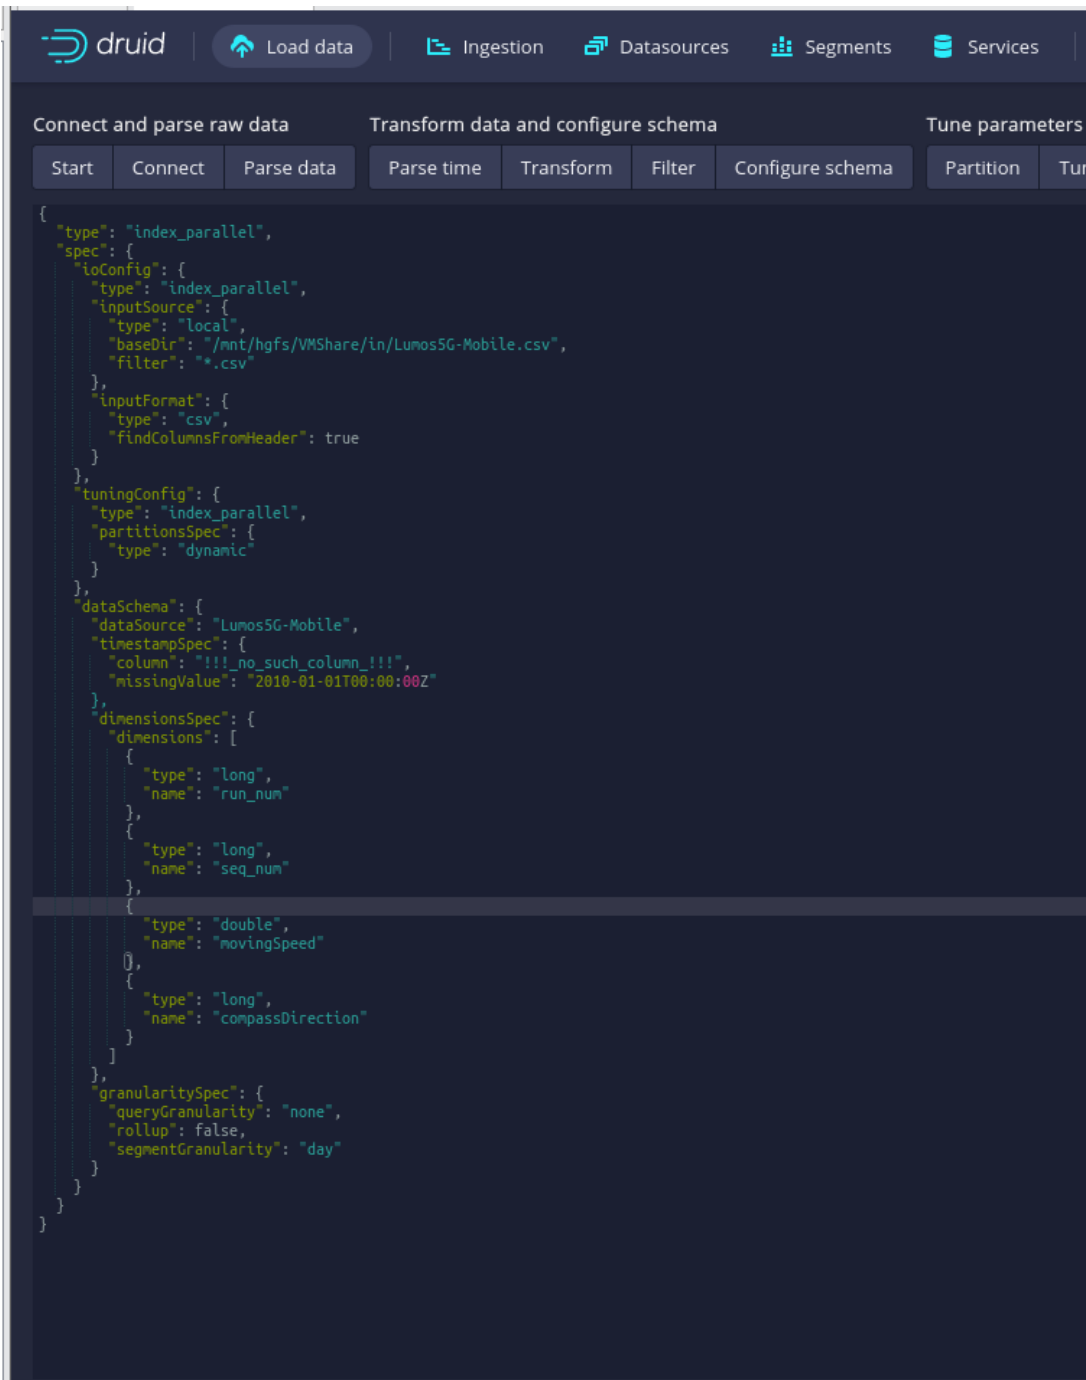 druid
Load data
Ingestion
Datasources
Segments
Services
Connect and parse raw data
Transform data and configure schema
Tune parameters
Start
Connect
Parse data
Parse time
Transform
Filter
Configure schema
Partition
Tun
{
"type": "index_parallel",
"spec": {
"ioConfig": {
"type": "index_parallel",
"inputSource": {
"type": "local",
"baseDir": "/mnt/hgfs/VMShare/in/Lumos5G-Mobile.csv",
"filter": "*.csv"
},
"inputFormat": {
"type": "csv",
"findColumnsFromHeader": true
}
},
"tuningConfig": {
"type": "index_parallel",
"partitionsSpec": {
"type": "dynamic"
}
},
"dataSchema": {
"dataSource": "Lumos5G-Mobile",
"timestampSpec": {
"column": "!!!_no_such_column_!!!",
"missingValue": "2010-01-01T00:00:00Z"
},
"dimensionsSpec": {
"dimensions": [
{
"type": "long",
"name": "run_num"
},
{
"type": "long",
"name": "seq_num"
},
{
"type": "double",
"name": "movingSpeed"
},
{
"type": "long",
"name": "compassDirection"
}
]
},
"granularitySpec": {
"queryGranularity": "none",
"rollup": false,
"segmentGranularity": "day"
}
}
}
}